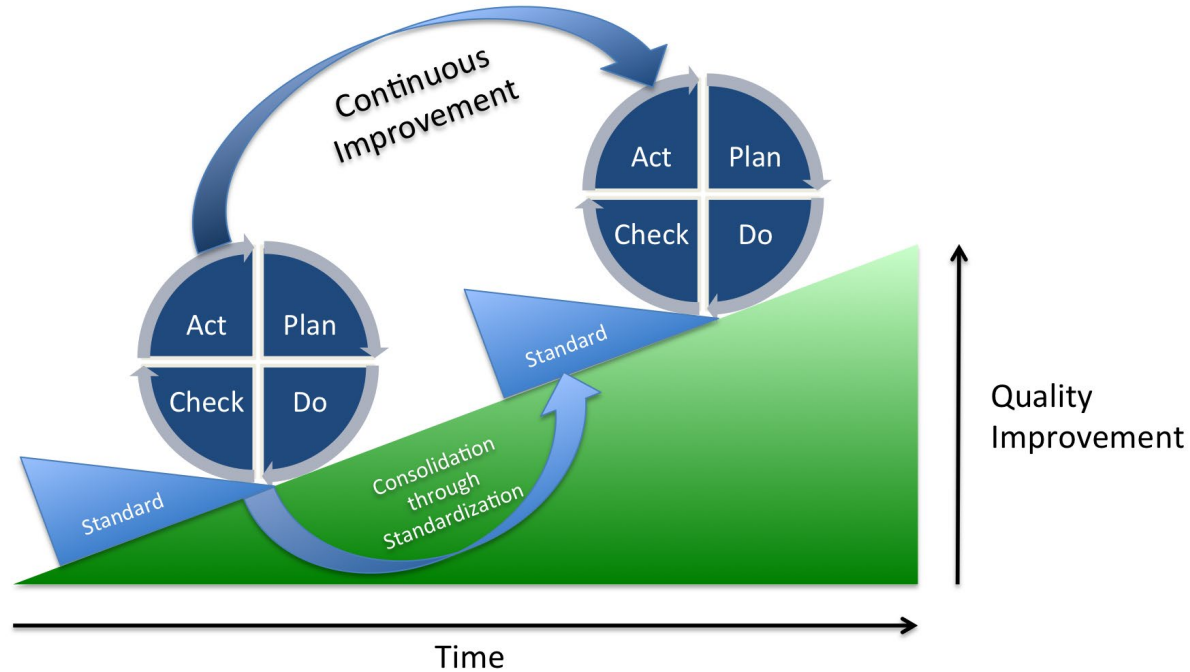 Continuous
Improvement
Act
Plan
Check
Do
Act
Plan
Check
Do
Standard
Standard
Consolidation
through
Standardization
Quality
Improvement
Time